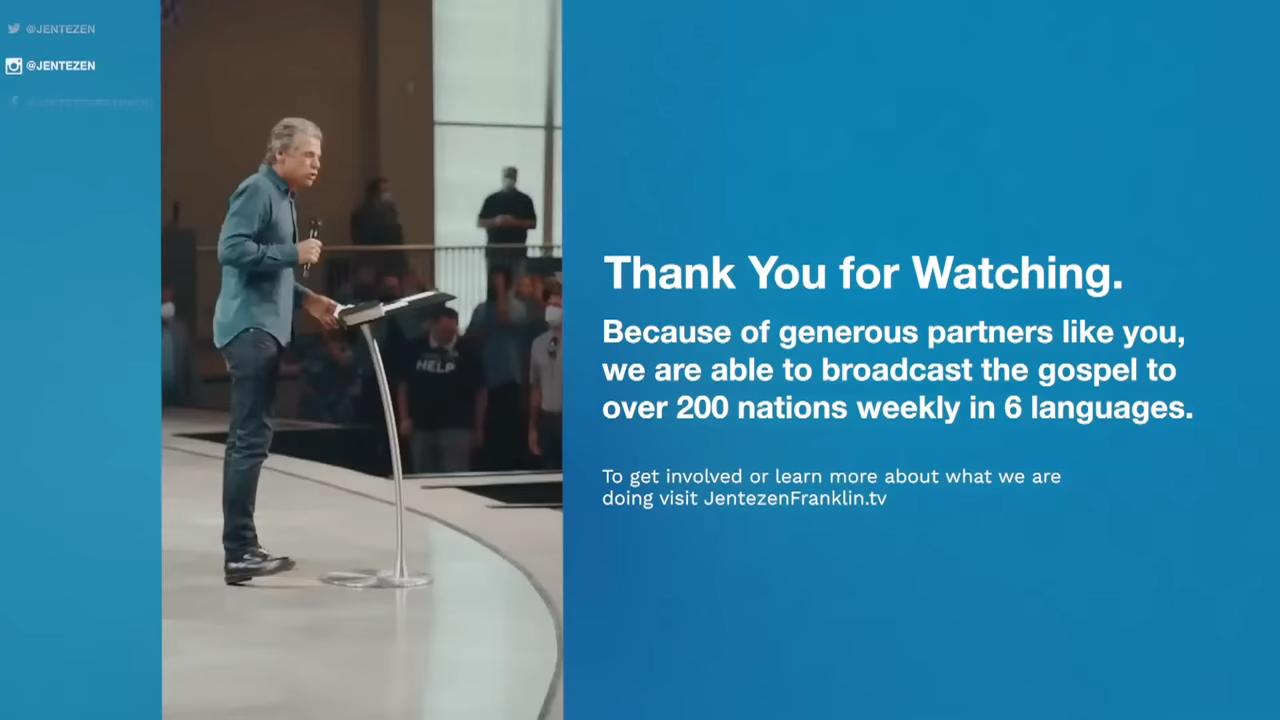 @JENTEZEN
@JENTEZEN
HELP
Thank You for Watching.
Because of generous partners like you,
we are able to broadcast the gospel to
over 200 nations weekly in 6 languages.
To get involved or learn more about what we are
doing visit JentezenFranklin.tv